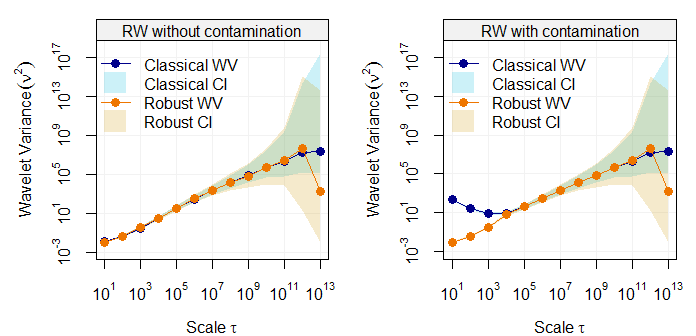 RW without contamination
Wavelet Variance (ν²)
10¹⁷
10¹³
10⁹
10⁵
10¹
10⁻³
Classical WV
Classical CI
Robust WV
Robust CI
10¹ 10³ 10⁵ 10⁷ 10⁹ 10¹¹ 10¹³
Scale τ
RW with contamination
Wavelet Variance (ν²)
10¹⁷
10¹³
10⁹
10⁵
10¹
10⁻³
Classical WV
Classical CI
Robust WV
Robust CI
10¹ 10³ 10⁵ 10⁷ 10⁹ 10¹¹ 10¹³
Scale τ